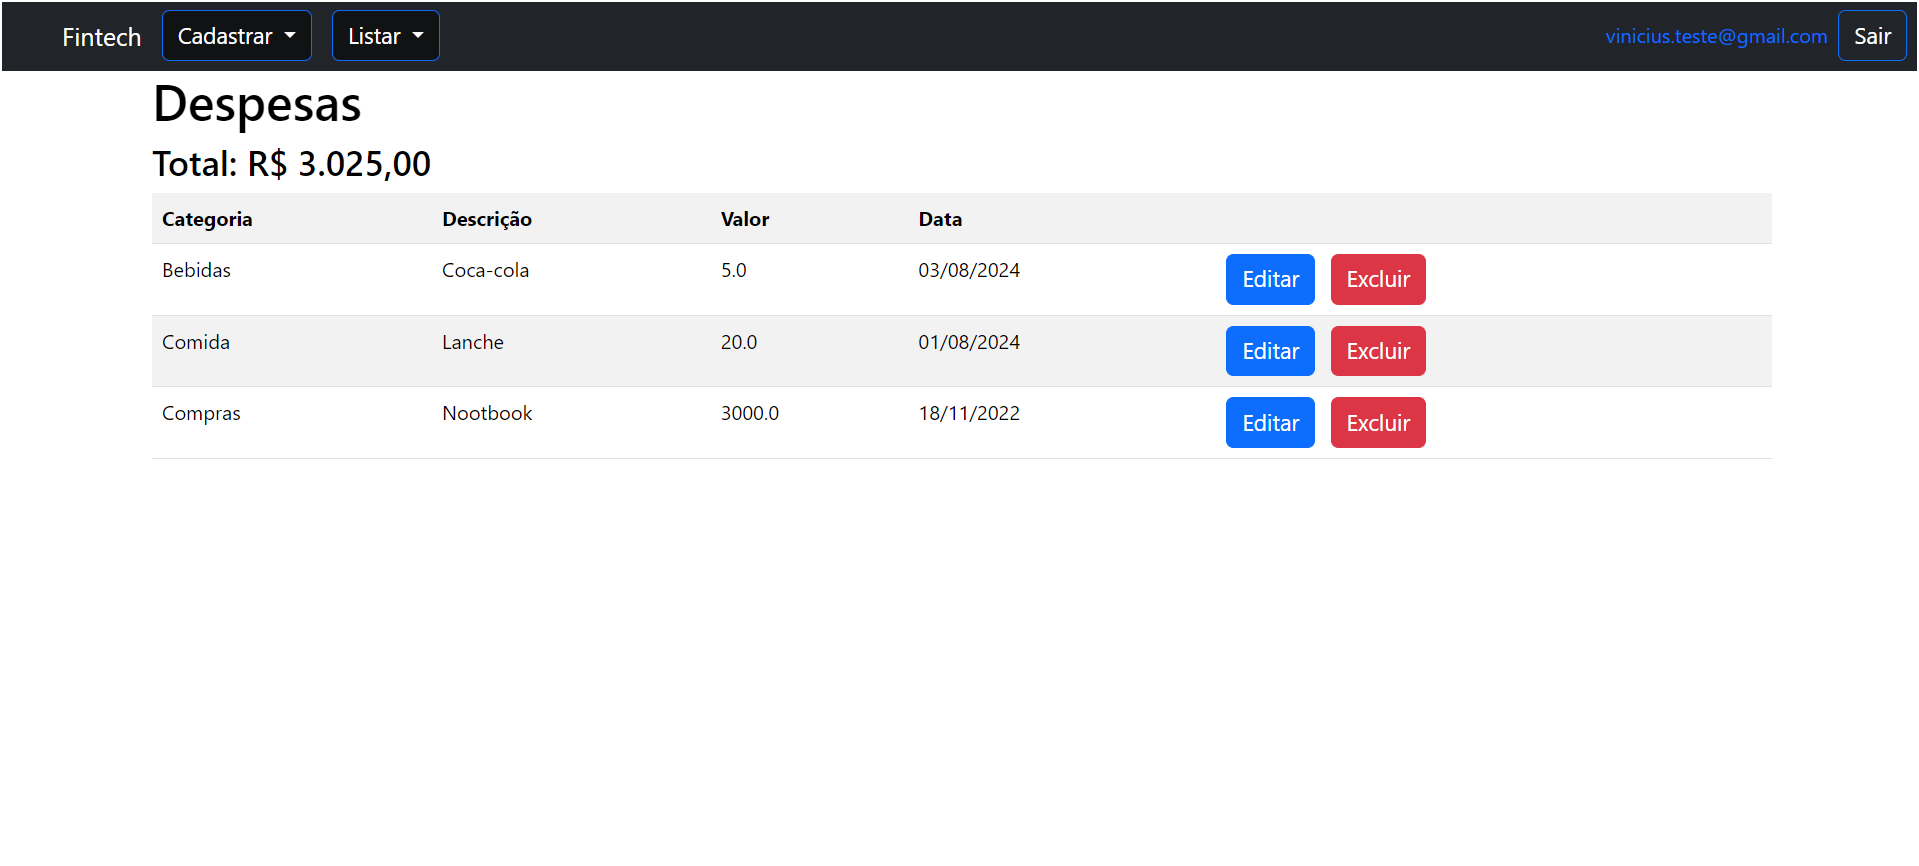 Fintech Cadastrar Listar vinicius.teste@gmail.com Sair
Despesas
Total: R$ 3.025,00
Categoria Descrição Valor Data
Bebidas Coca-cola 5.0 03/08/2024 Editar Excluir
Comida Lanche 20.0 01/08/2024 Editar Excluir
Compras Nootbook 3000.0 18/11/2022 Editar Excluir